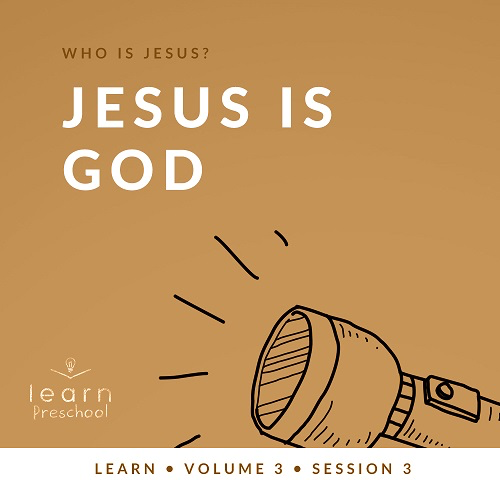 WHO IS JESUS?
JESUS IS
GOD
learn
Preschool
LEARN • VOLUME 3 • SESSION 3